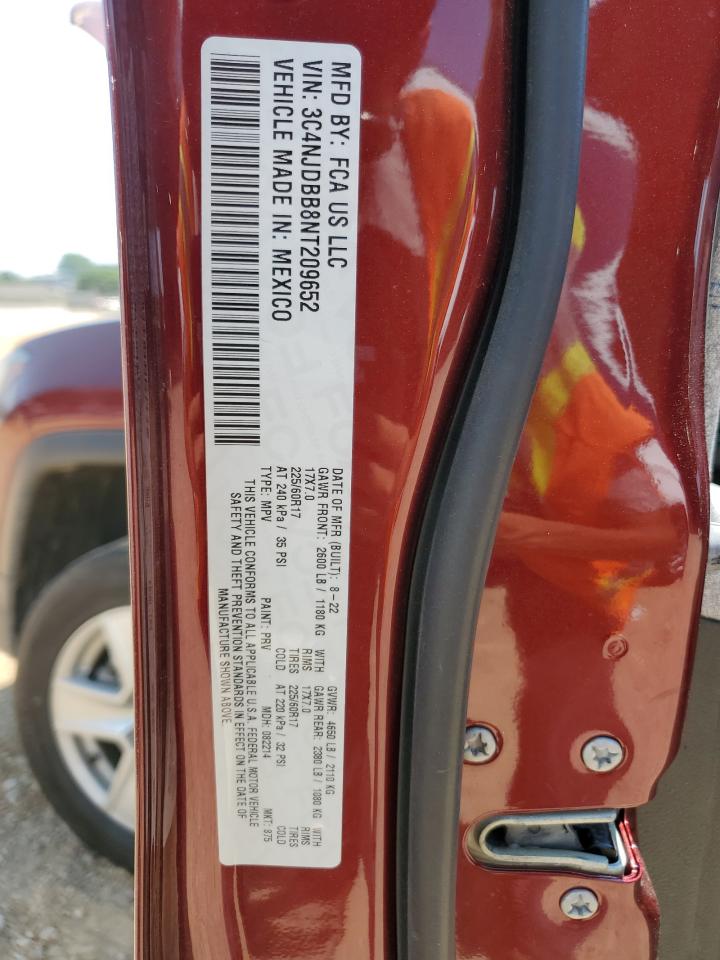 MFD BY: FCA US LLC
VIN: 3C4NJDBB8NT209652
VEHICLE MADE IN: MEXICO
DATE OF MFR (BUILT): 8-22 GVWR: 4650 LB / 2110 KG
GAWR FRONT: 2600 LB / 1180 KG WITH GAWR REAR: 2380 LB / 1080 KG WITH
17X7.0 RIMS 17X7.0 RIMS
225/60R17 TIRES 225/60R17 TIRES
AT 240 kPa / 35 PSI COLD AT 220 kPa / 32 PSI COLD
TYPE: MPV PAINT: PRV MDH: 082214 MKT: 875
THIS VEHICLE CONFORMS TO ALL APPLICABLE U.S.A. FEDERAL MOTOR VEHICLE
SAFETY AND THEFT PREVENTION STANDARDS IN EFFECT ON THE DATE OF
MANUFACTURE SHOWN ABOVE